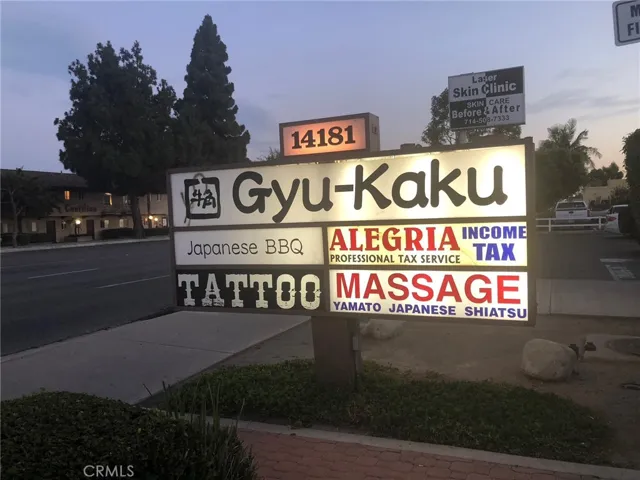 Laser
Skin Clinic
SKIN CARE
Before & After
14181
Gyu-Kaku
Japanese BBQ
ALEGRIA INCOME TAX
PROFESSIONAL TAX SERVICE
TATTOO
MASSAGE
YAMATO JAPANESE SHIATSU
CRMLS